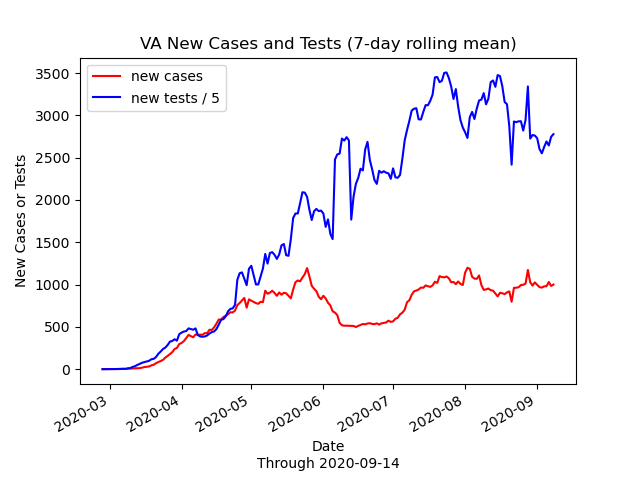 VA New Cases and Tests (7-day rolling mean)
new cases
new tests / 5
3500
3000
2500
2000
1500
1000
500
0
New Cases or Tests
2020-03
2020-04
2020-05
2020-06
2020-07
2020-08
2020-09
Date
Through 2020-09-14